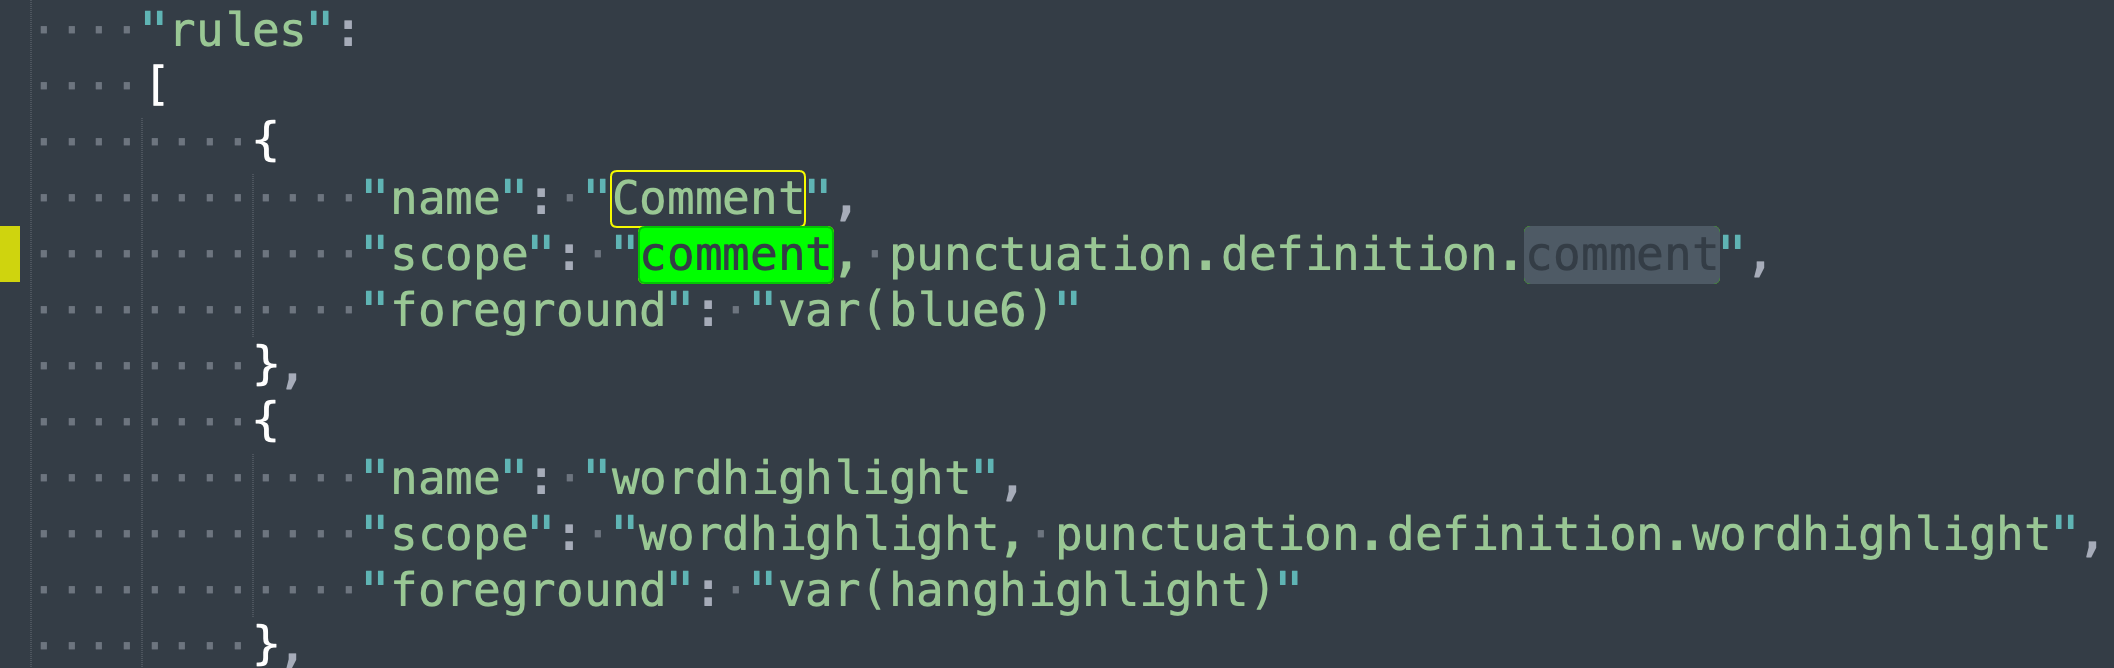 "rules":
[
{
"name": "Comment",
"scope": "comment, punctuation.definition.comment",
"foreground": "var(blue6)"
},
{
"name": "wordhighlight",
"scope": "wordhighlight, punctuation.definition.wordhighlight",
"foreground": "var(hanghighlight)"
},